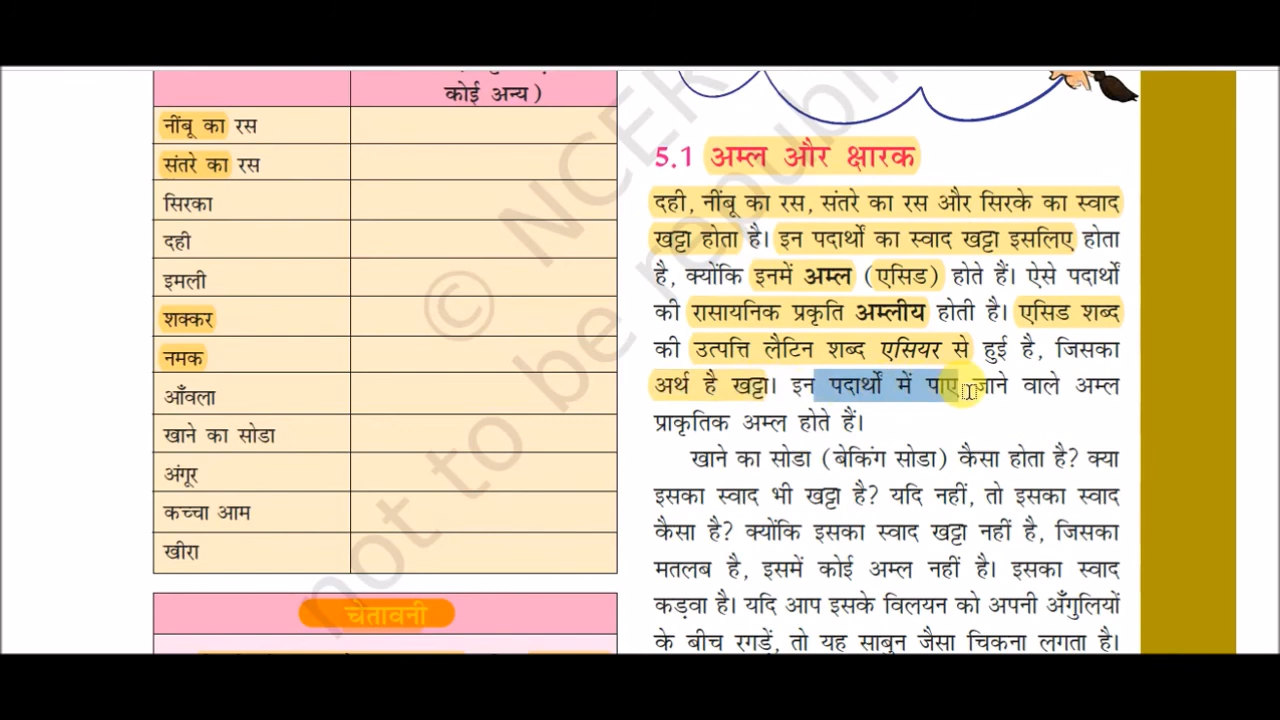 कोई अन्य )
नींबू का रस
संतरे का रस
सिरका
दही
इमली
शक्कर
नमक
आँवला
खाने का सोडा
अंगूर
कच्चा आम
खीरा
चेतावनी
5.1 अम्ल और क्षारक
दही, नींबू का रस, संतरे का रस और सिरके का स्वाद
खट्टा होता है। इन पदार्थों का स्वाद खट्टा इसलिए होता
है, क्योंकि इनमें अम्ल (एसिड) होते हैं। ऐसे पदार्थों
की रासायनिक प्रकृति अम्लीय होती है। एसिड शब्द
की उत्पत्ति लैटिन शब्द एसियर से हुई है, जिसका
अर्थ है खट्टा। इन पदार्थों में पाए जाने वाले अम्ल
प्राकृतिक अम्ल होते हैं।
खाने का सोडा (बेकिंग सोडा) कैसा होता है? क्या
इसका स्वाद भी खट्टा है? यदि नहीं, तो इसका स्वाद
कैसा है? क्योंकि इसका स्वाद खट्टा नहीं है, जिसका
मतलब है, इसमें कोई अम्ल नहीं है। इसका स्वाद
कड़वा है। यदि आप इसके विलयन को अपनी अँगुलियों
के बीच रगड़ें, तो यह साबुन जैसा चिकना लगता है।
© NCER
not to be republi